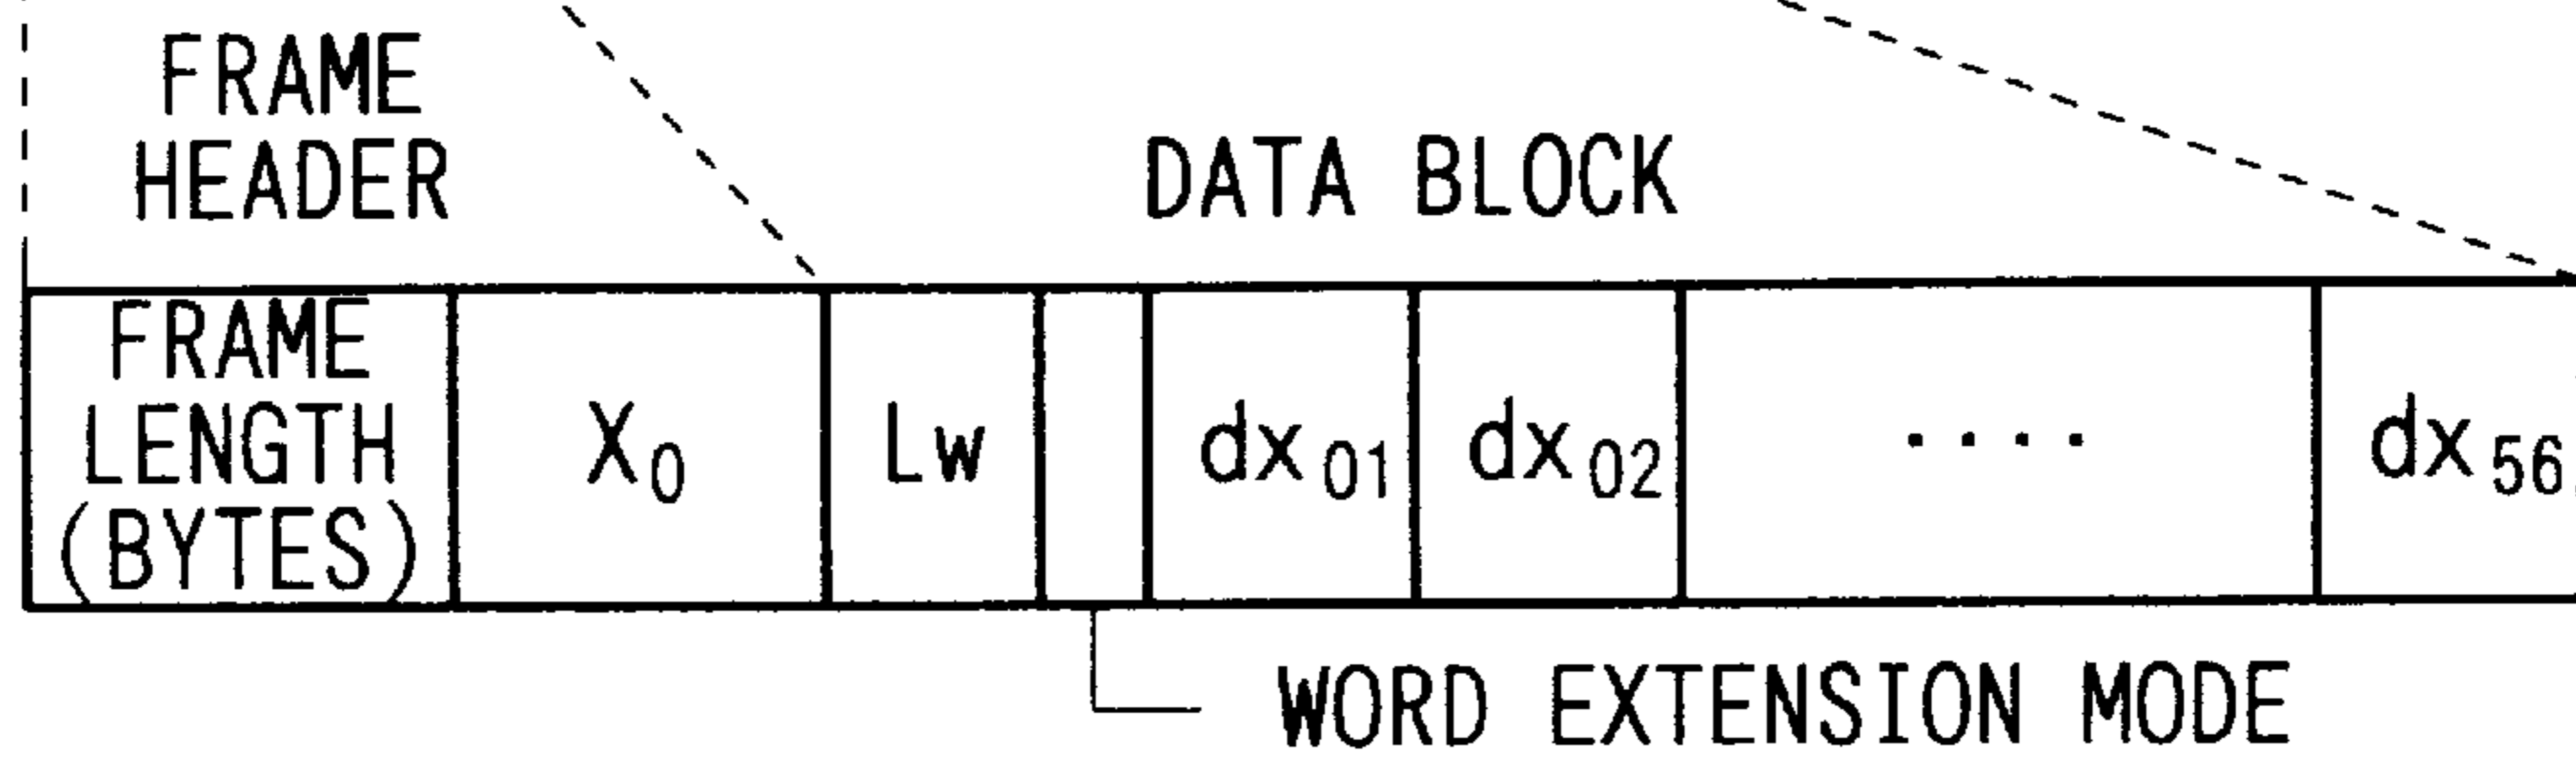 FRAME
HEADER
DATA BLOCK
FRAME
LENGTH
(BYTES)
X₀
Lw
dx₀₁
dx₀₂
....
dx₅₆
WORD EXTENSION MODE